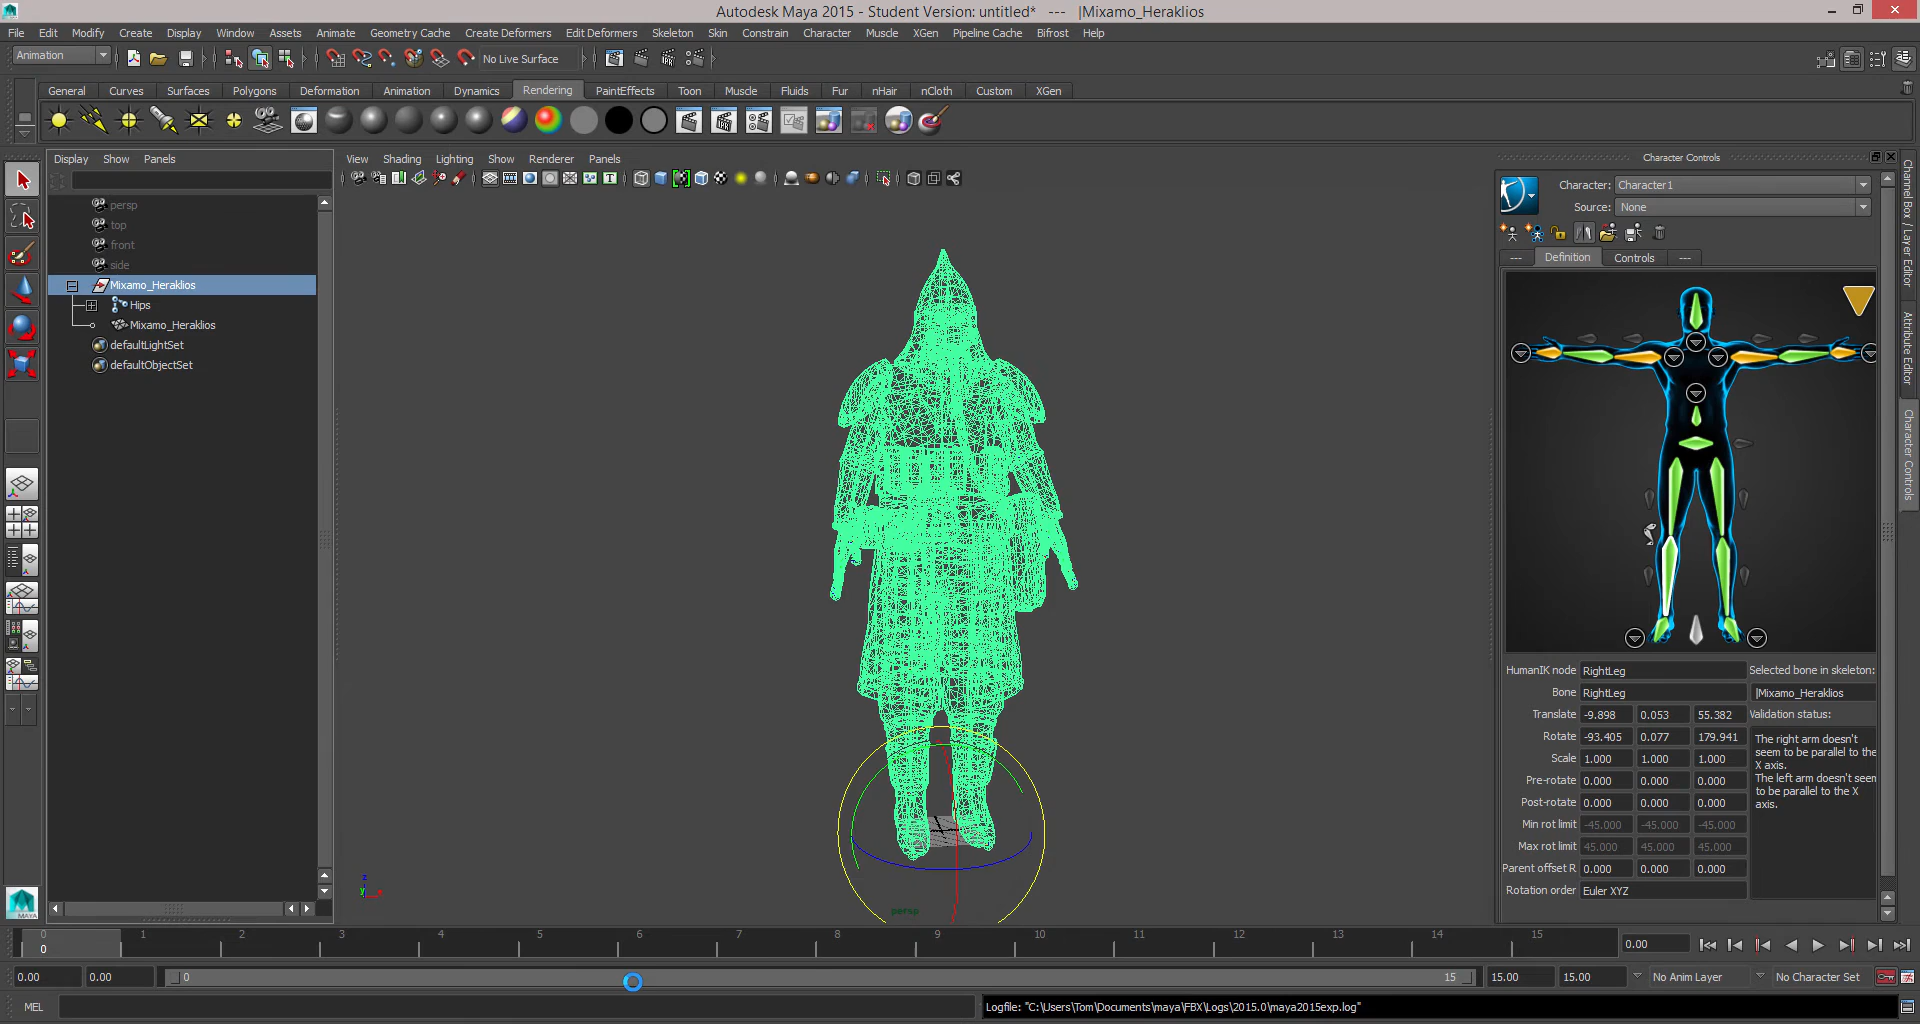 Autodesk Maya 2015 - Student Version: untitled*   ---   |Mixamo_Heraklios
File Edit Modify Create Display Window Assets Animate Geometry Cache Create Deformers Edit Deformers Skeleton Skin Constrain Character Muscle XGen Pipeline Cache Bifrost Help
Animation
No Live Surface
General Curves Surfaces Polygons Deformation Animation Dynamics Rendering PaintEffects Toon Muscle Fluids Fur nHair nCloth Custom XGen
Display Show Panels
persp
top
front
side
Mixamo_Heraklios
Hips
Mixamo_Heraklios
defaultLightSet
defaultObjectSet
MAYA
View Shading Lighting Show Renderer Panels
z
y
persp
Character Controls
Character: Character1
Source: None
--- Definition Controls ---
HumanIK node RightLeg Selected bone in skeleton:
Bone RightLeg |Mixamo_Heraklios
Translate -9.898 0.053 55.382 Validation status:
Rotate -93.405 0.077 179.941
Scale 1.000 1.000 1.000
Pre-rotate 0.000 0.000 0.000
Post-rotate 0.000 0.000 0.000
Min rot limit -45.000 -45.000 -45.000
Max rot limit 45.000 45.000 45.000
Parent offset R 0.000 0.000 0.000
Rotation order Euler XYZ
The right arm doesn't
seem to be parallel to the
X axis.
The left arm doesn't seem
to be parallel to the X
axis.
Channel Box / Layer Editor
Attribute Editor
Character Controls
0 1 2 3 4 5 6 7 8 9 10 11 12 13 14 15
0
0.00
0.00 0.00 0 15 15.00 15.00 No Anim Layer No Character Set
MEL
Logfile: "C:\Users\Tom\Documents\maya\FBX\Logs\2015.0\maya2015exp.log"